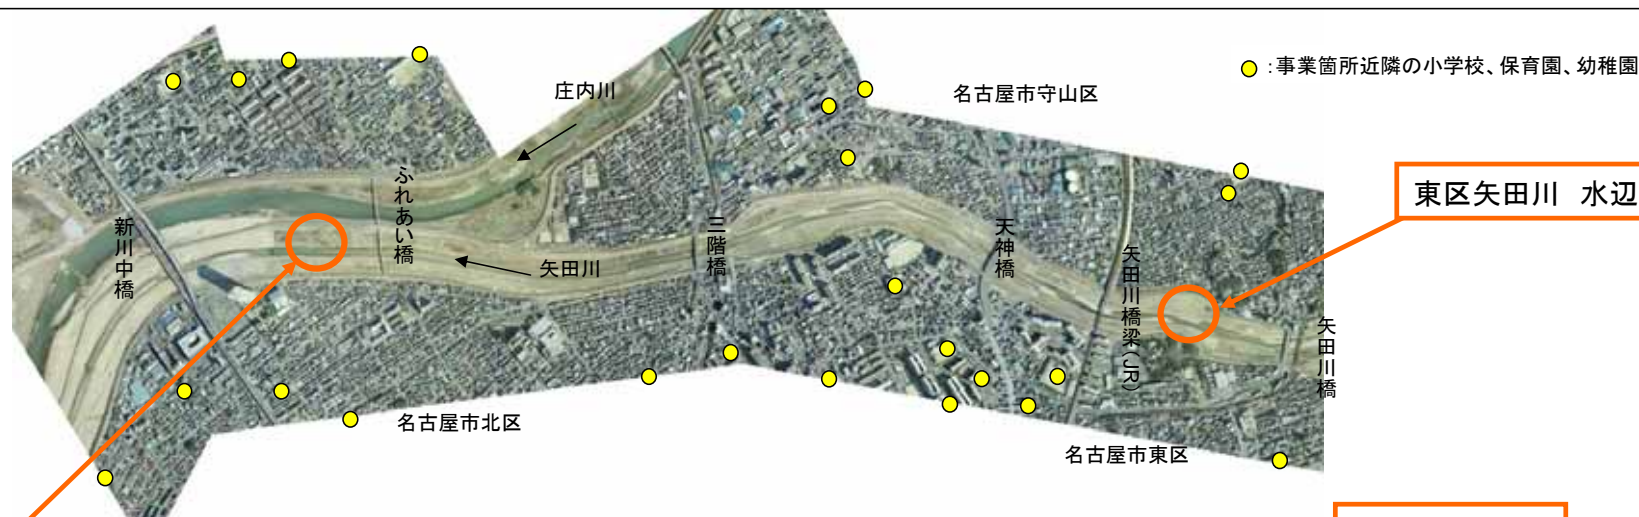 :事業箇所近隣の小学校、保育園、幼稚園
庄内川
名古屋市守山区
東区矢田川 水辺
ふれあい橋
新川中橋
三階橋
天神橋
矢田川
矢田川橋梁(JR)
矢田川橋
名古屋市北区
名古屋市東区